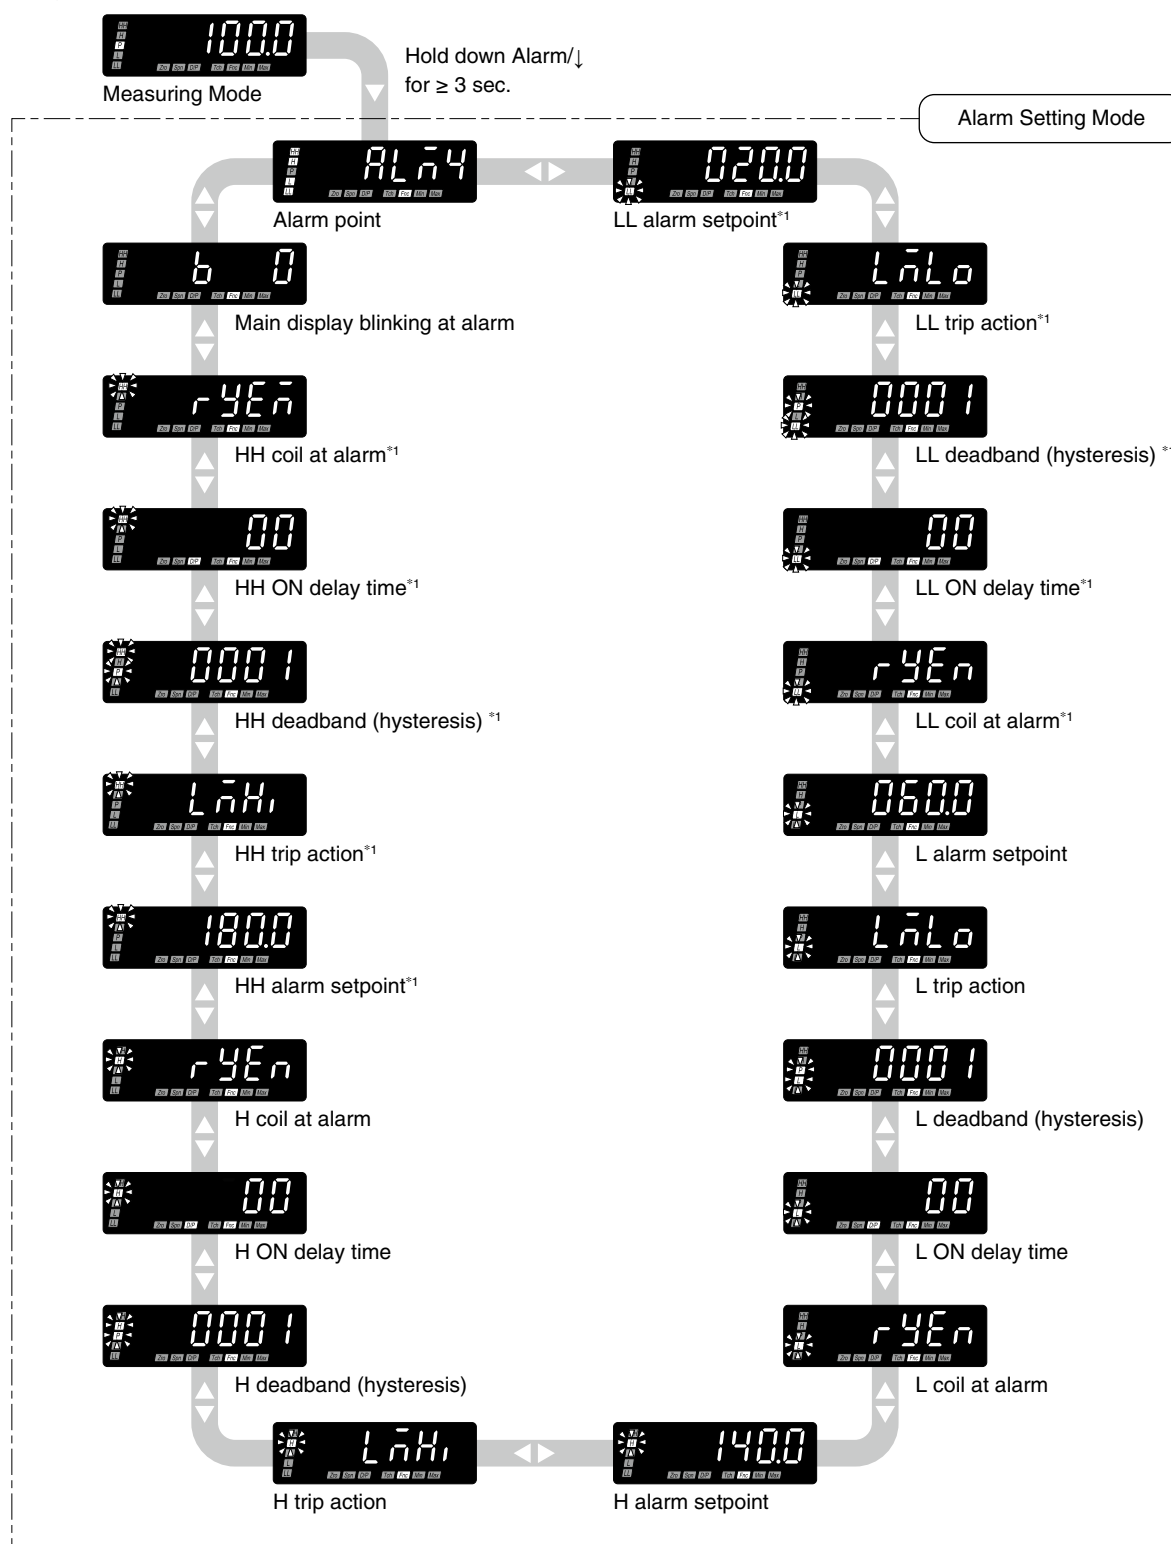 100.0
Measuring Mode
Hold down Alarm/↓
for ≥ 3 sec.
Alarm Setting Mode
ALM4
Alarm point
020.0
LL alarm setpoint*1
b 0
Main display blinking at alarm
LMLo
LL trip action*1
ryEM
HH coil at alarm*1
0001
LL deadband (hysteresis) *1
00
HH ON delay time*1
00
LL ON delay time*1
0001
HH deadband (hysteresis) *1
ryEn
LL coil at alarm*1
LMHi
HH trip action*1
060.0
L alarm setpoint
180.0
HH alarm setpoint*1
LMLo
L trip action
ryEn
H coil at alarm
0001
L deadband (hysteresis)
00
H ON delay time
00
L ON delay time
0001
H deadband (hysteresis)
ryEn
L coil at alarm
LMHi
H trip action
140.0
H alarm setpoint